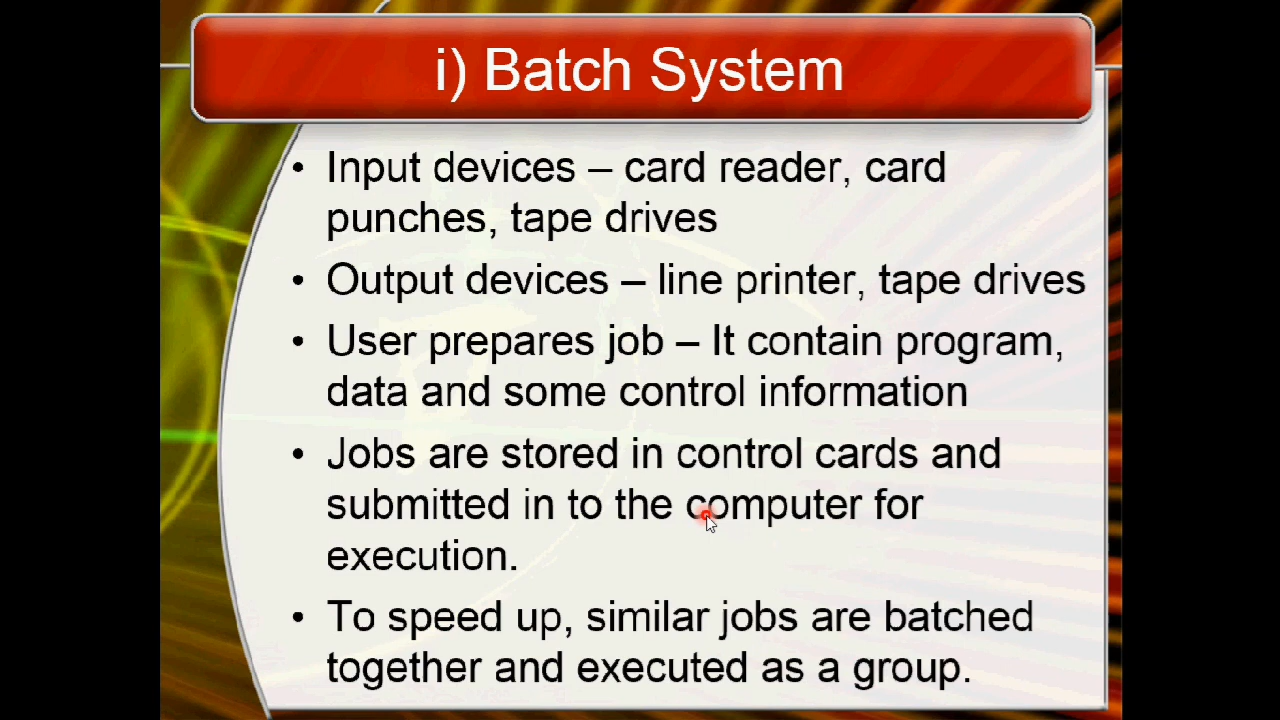 i) Batch System
• Input devices – card reader, card
punches, tape drives
• Output devices – line printer, tape drives
• User prepares job – It contain program,
data and some control information
• Jobs are stored in control cards and
submitted in to the computer for
execution.
• To speed up, similar jobs are batched
together and executed as a group.